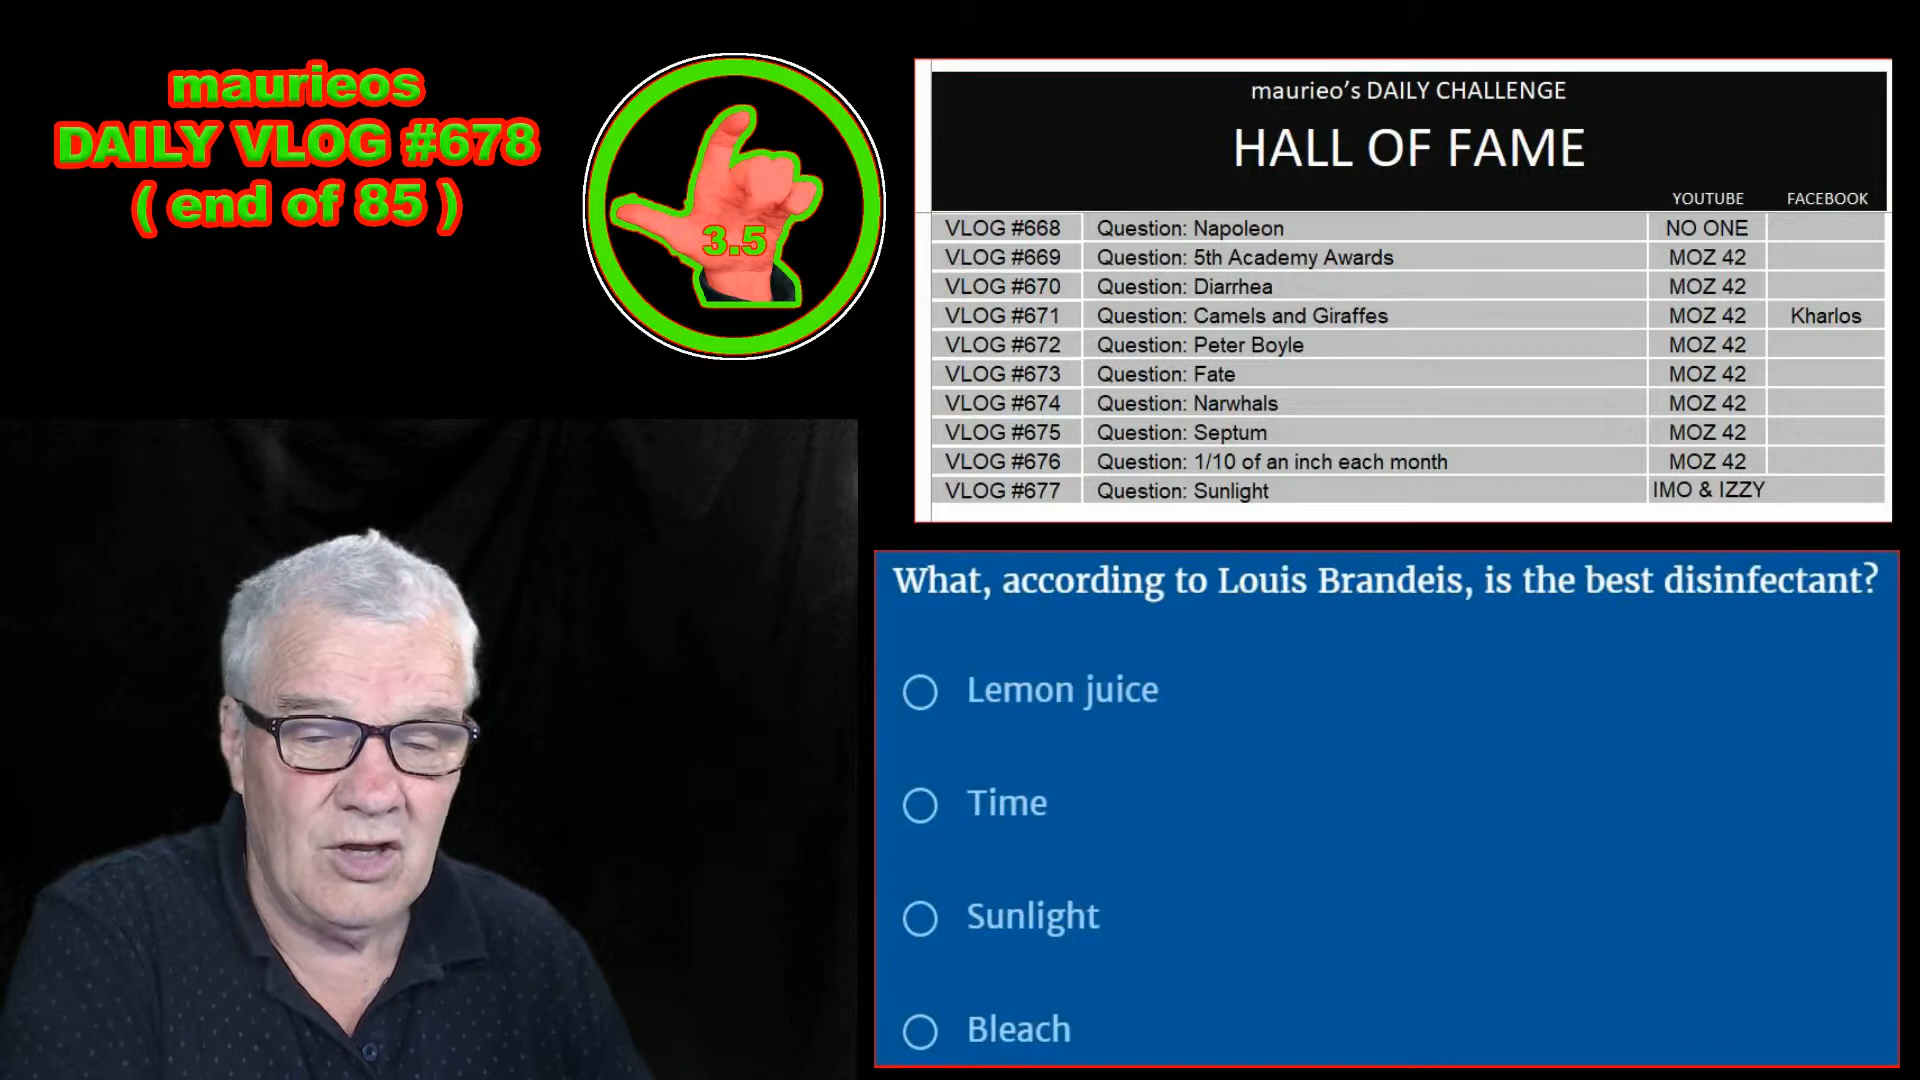 maurieos
DAILY VLOG #678
( end of 85 )
3.5
maurieo's DAILY CHALLENGE
HALL OF FAME
YOUTUBE FACEBOOK
VLOG #668 Question: Napoleon NO ONE
VLOG #669 Question: 5th Academy Awards MOZ 42
VLOG #670 Question: Diarrhea MOZ 42
VLOG #671 Question: Camels and Giraffes MOZ 42 Kharlos
VLOG #672 Question: Peter Boyle MOZ 42
VLOG #673 Question: Fate MOZ 42
VLOG #674 Question: Narwhals MOZ 42
VLOG #675 Question: Septum MOZ 42
VLOG #676 Question: 1/10 of an inch each month MOZ 42
VLOG #677 Question: Sunlight IMO & IZZY
What, according to Louis Brandeis, is the best disinfectant?
Lemon juice
Time
Sunlight
Bleach